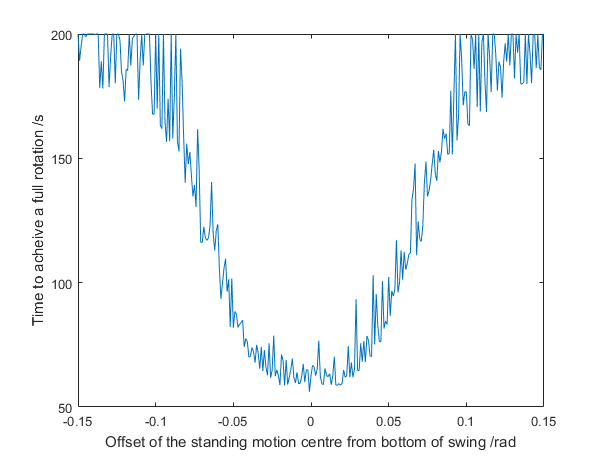 200
150
100
50
Time to acheive a full rotation /s
-0.15 -0.1 -0.05 0 0.05 0.1 0.15
Offset of the standing motion centre from bottom of swing /rad